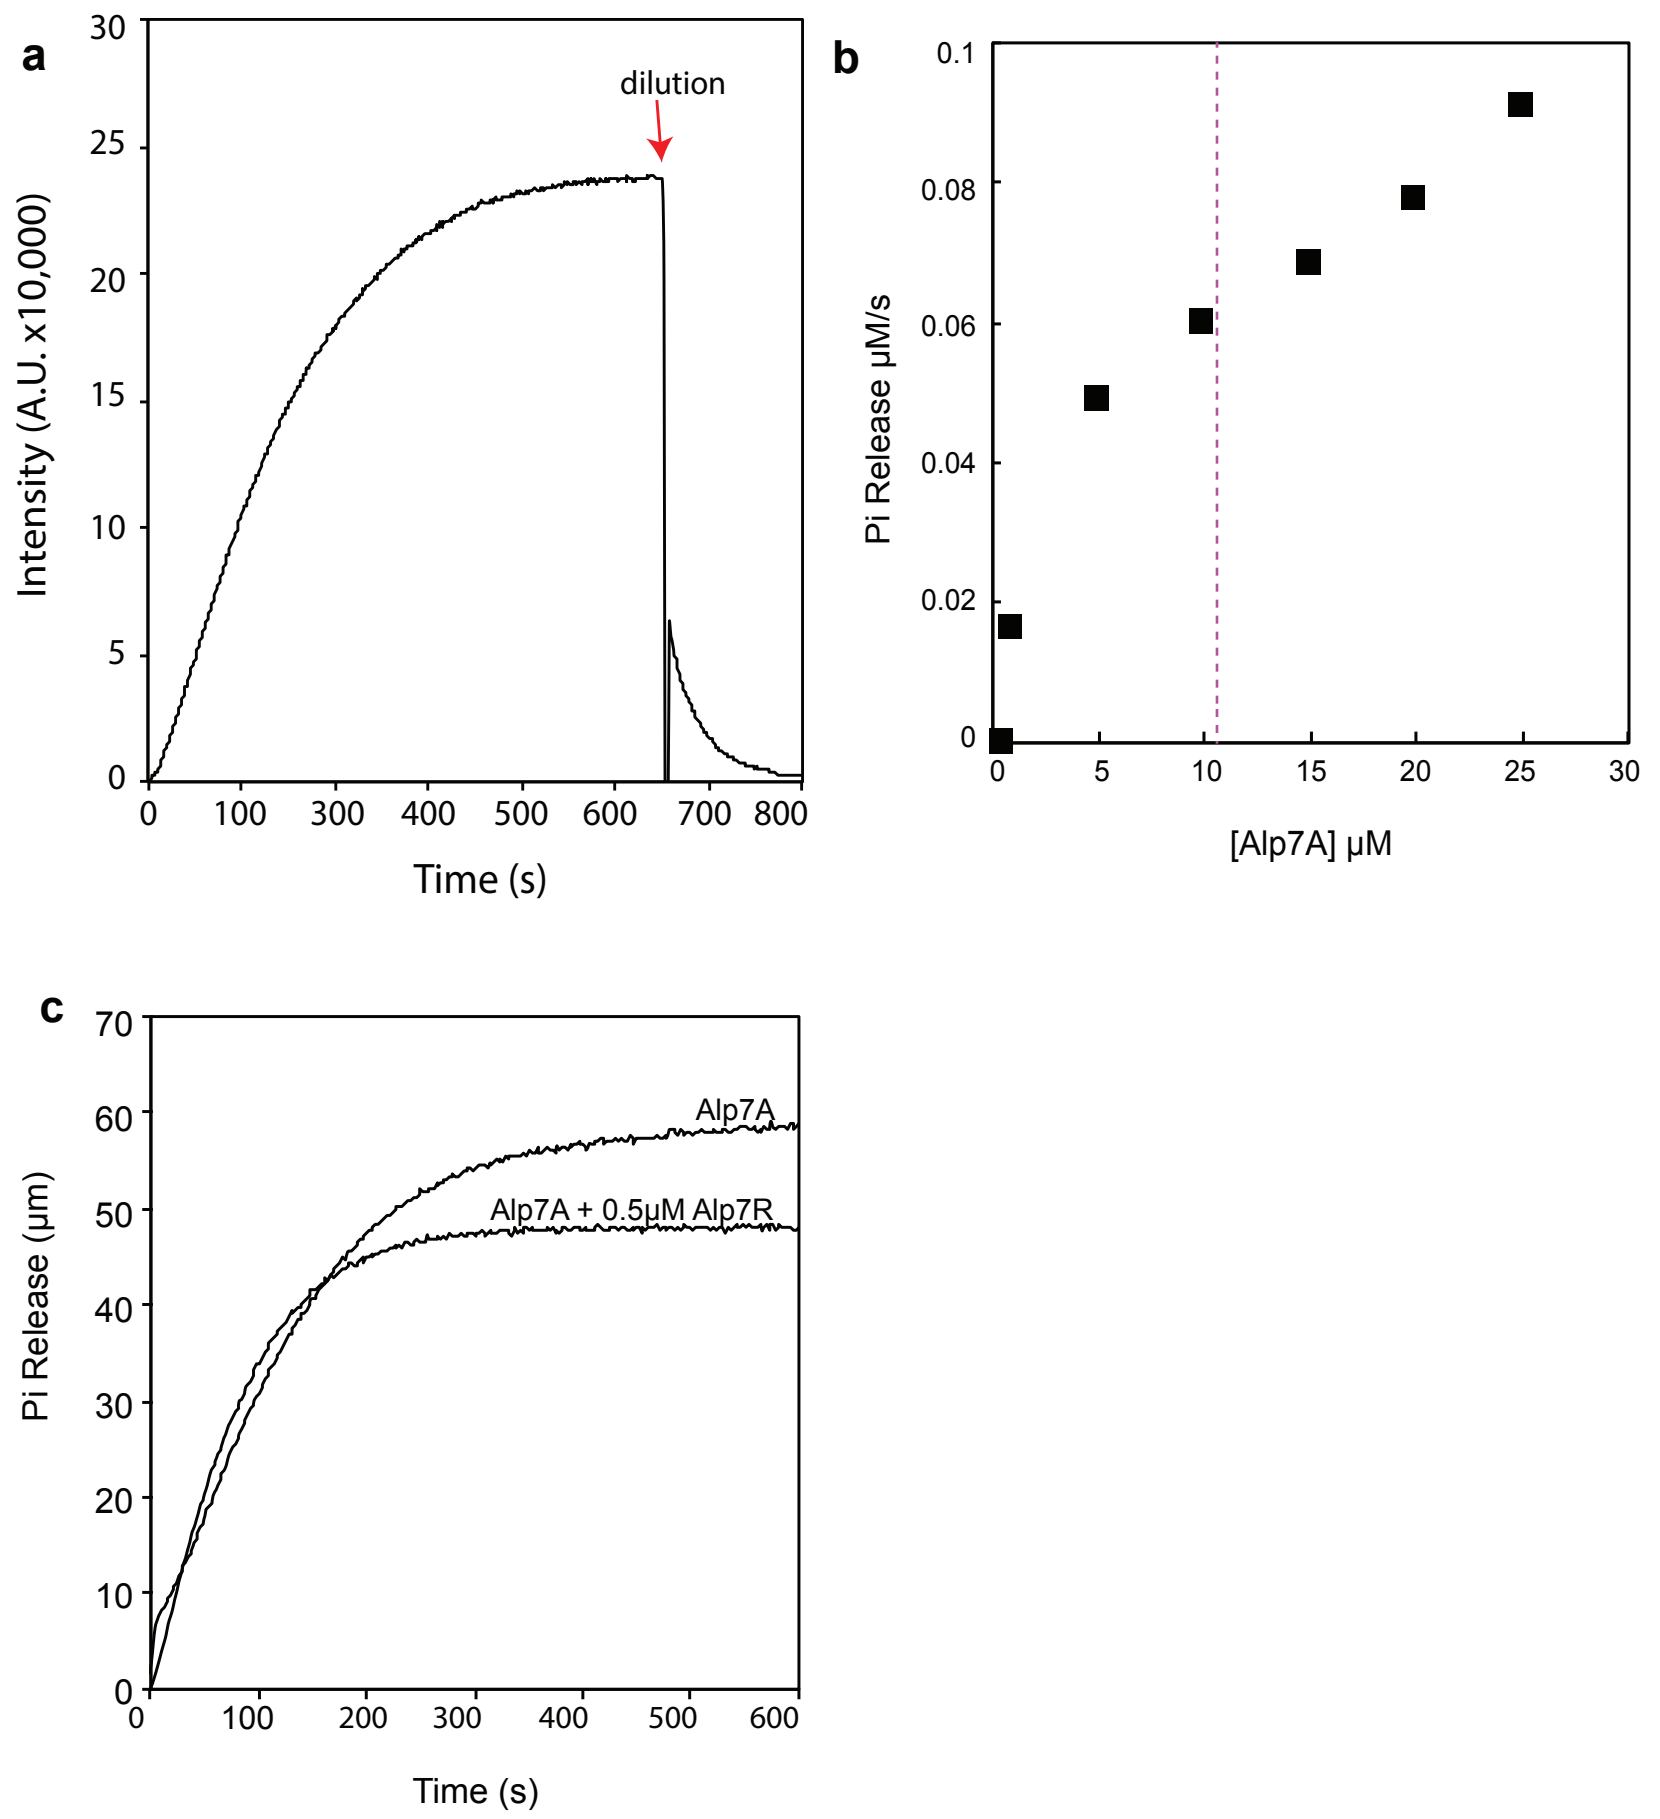 a
30
25
20
15
10
5
0
Intensity (A.U. x10,000)
dilution
0 100 300 400 500 600 700 800
Time (s)
b
0.1
0.08
0.06
0.04
0.02
0
Pi Release µM/s
0 5 10 15 20 25 30
[Alp7A] µM
c
70
60
50
40
30
20
10
0
Pi Release (µm)
Alp7A
Alp7A + 0.5µM Alp7R
0 100 200 300 400 500 600
Time (s)